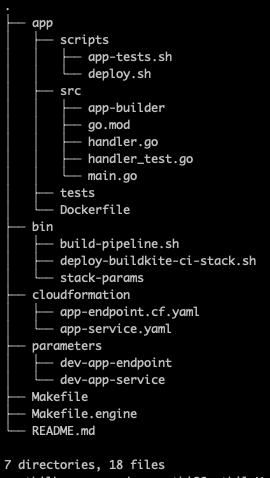 .
├── app
│   ├── scripts
│   │   ├── app-tests.sh
│   │   └── deploy.sh
│   ├── src
│   │   ├── app-builder
│   │   ├── go.mod
│   │   ├── handler.go
│   │   ├── handler_test.go
│   │   └── main.go
│   ├── tests
│   └── Dockerfile
├── bin
│   ├── build-pipeline.sh
│   ├── deploy-buildkite-ci-stack.sh
│   └── stack-params
├── cloudformation
│   ├── app-endpoint.cf.yaml
│   └── app-service.yaml
├── parameters
│   ├── dev-app-endpoint
│   └── dev-app-service
├── Makefile
├── Makefile.engine
└── README.md
7 directories, 18 files